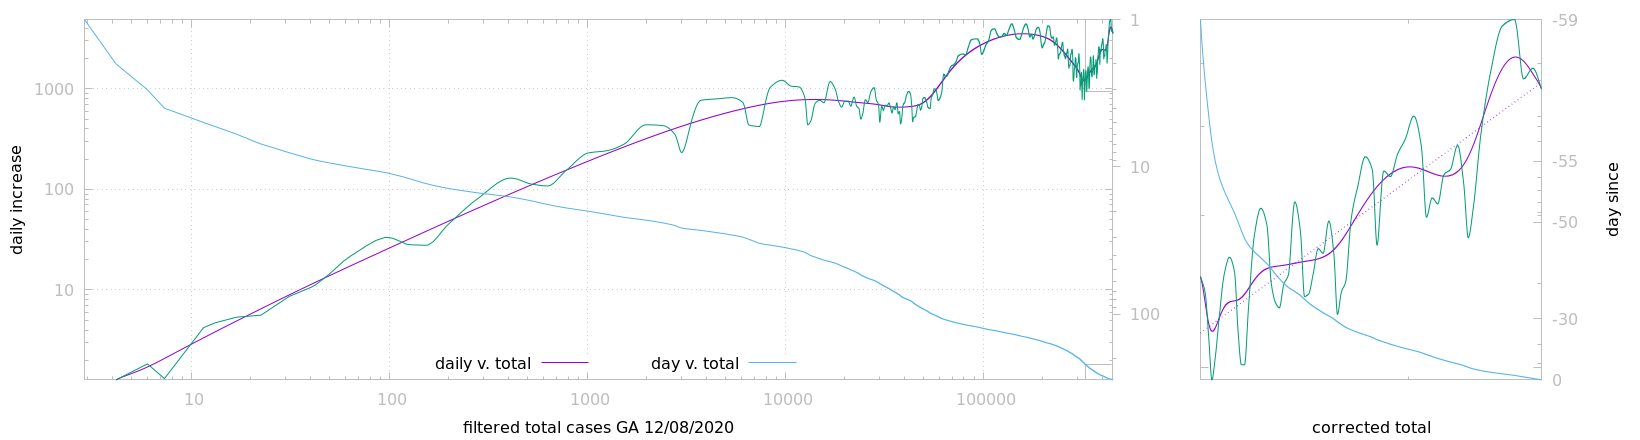 1
-59
1000
daily increase
10
-55
day since
100
-50
10
100
-30
daily v. total
day v. total
0
10
100
1000
10000
100000
filtered total cases GA 12/08/2020
corrected total